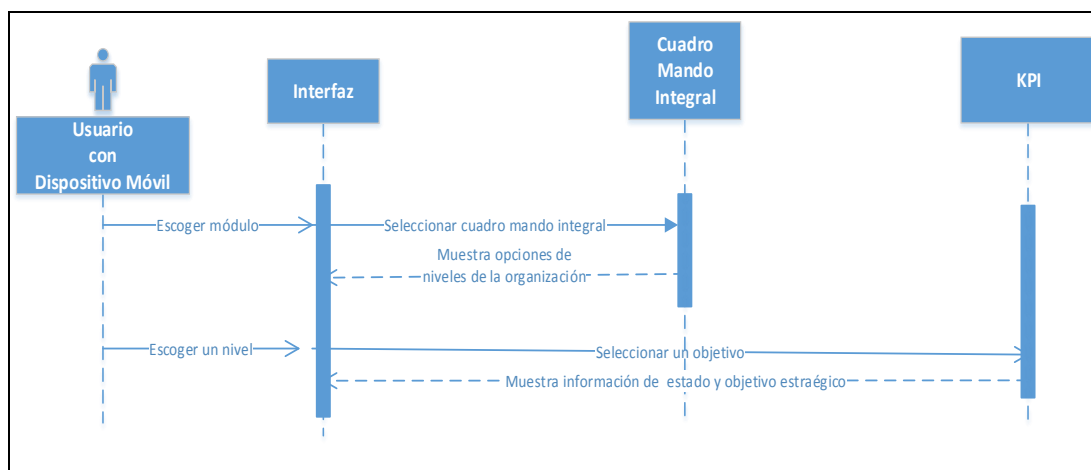 Usuario
con
Dispositivo Móvil
Interfaz
Cuadro
Mando
Integral
KPI
Escoger módulo
Seleccionar cuadro mando integral
Muestra opciones de
niveles de la organización
Escoger un nivel
Seleccionar un objetivo
Muestra información de estado y objetivo estraégico